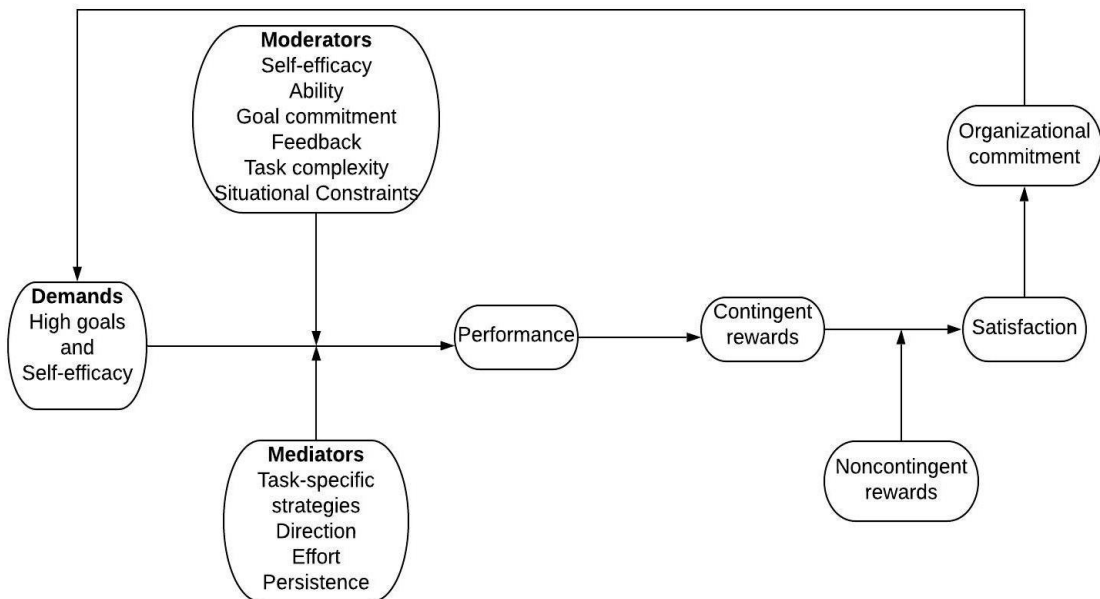 Moderators
Self-efficacy
Ability
Goal commitment
Feedback
Task complexity
Situational Constraints
Organizational
commitment
Demands
High goals
and
Self-efficacy
Performance
Contingent
rewards
Satisfaction
Mediators
Task-specific
strategies
Direction
Effort
Persistence
Noncontingent
rewards